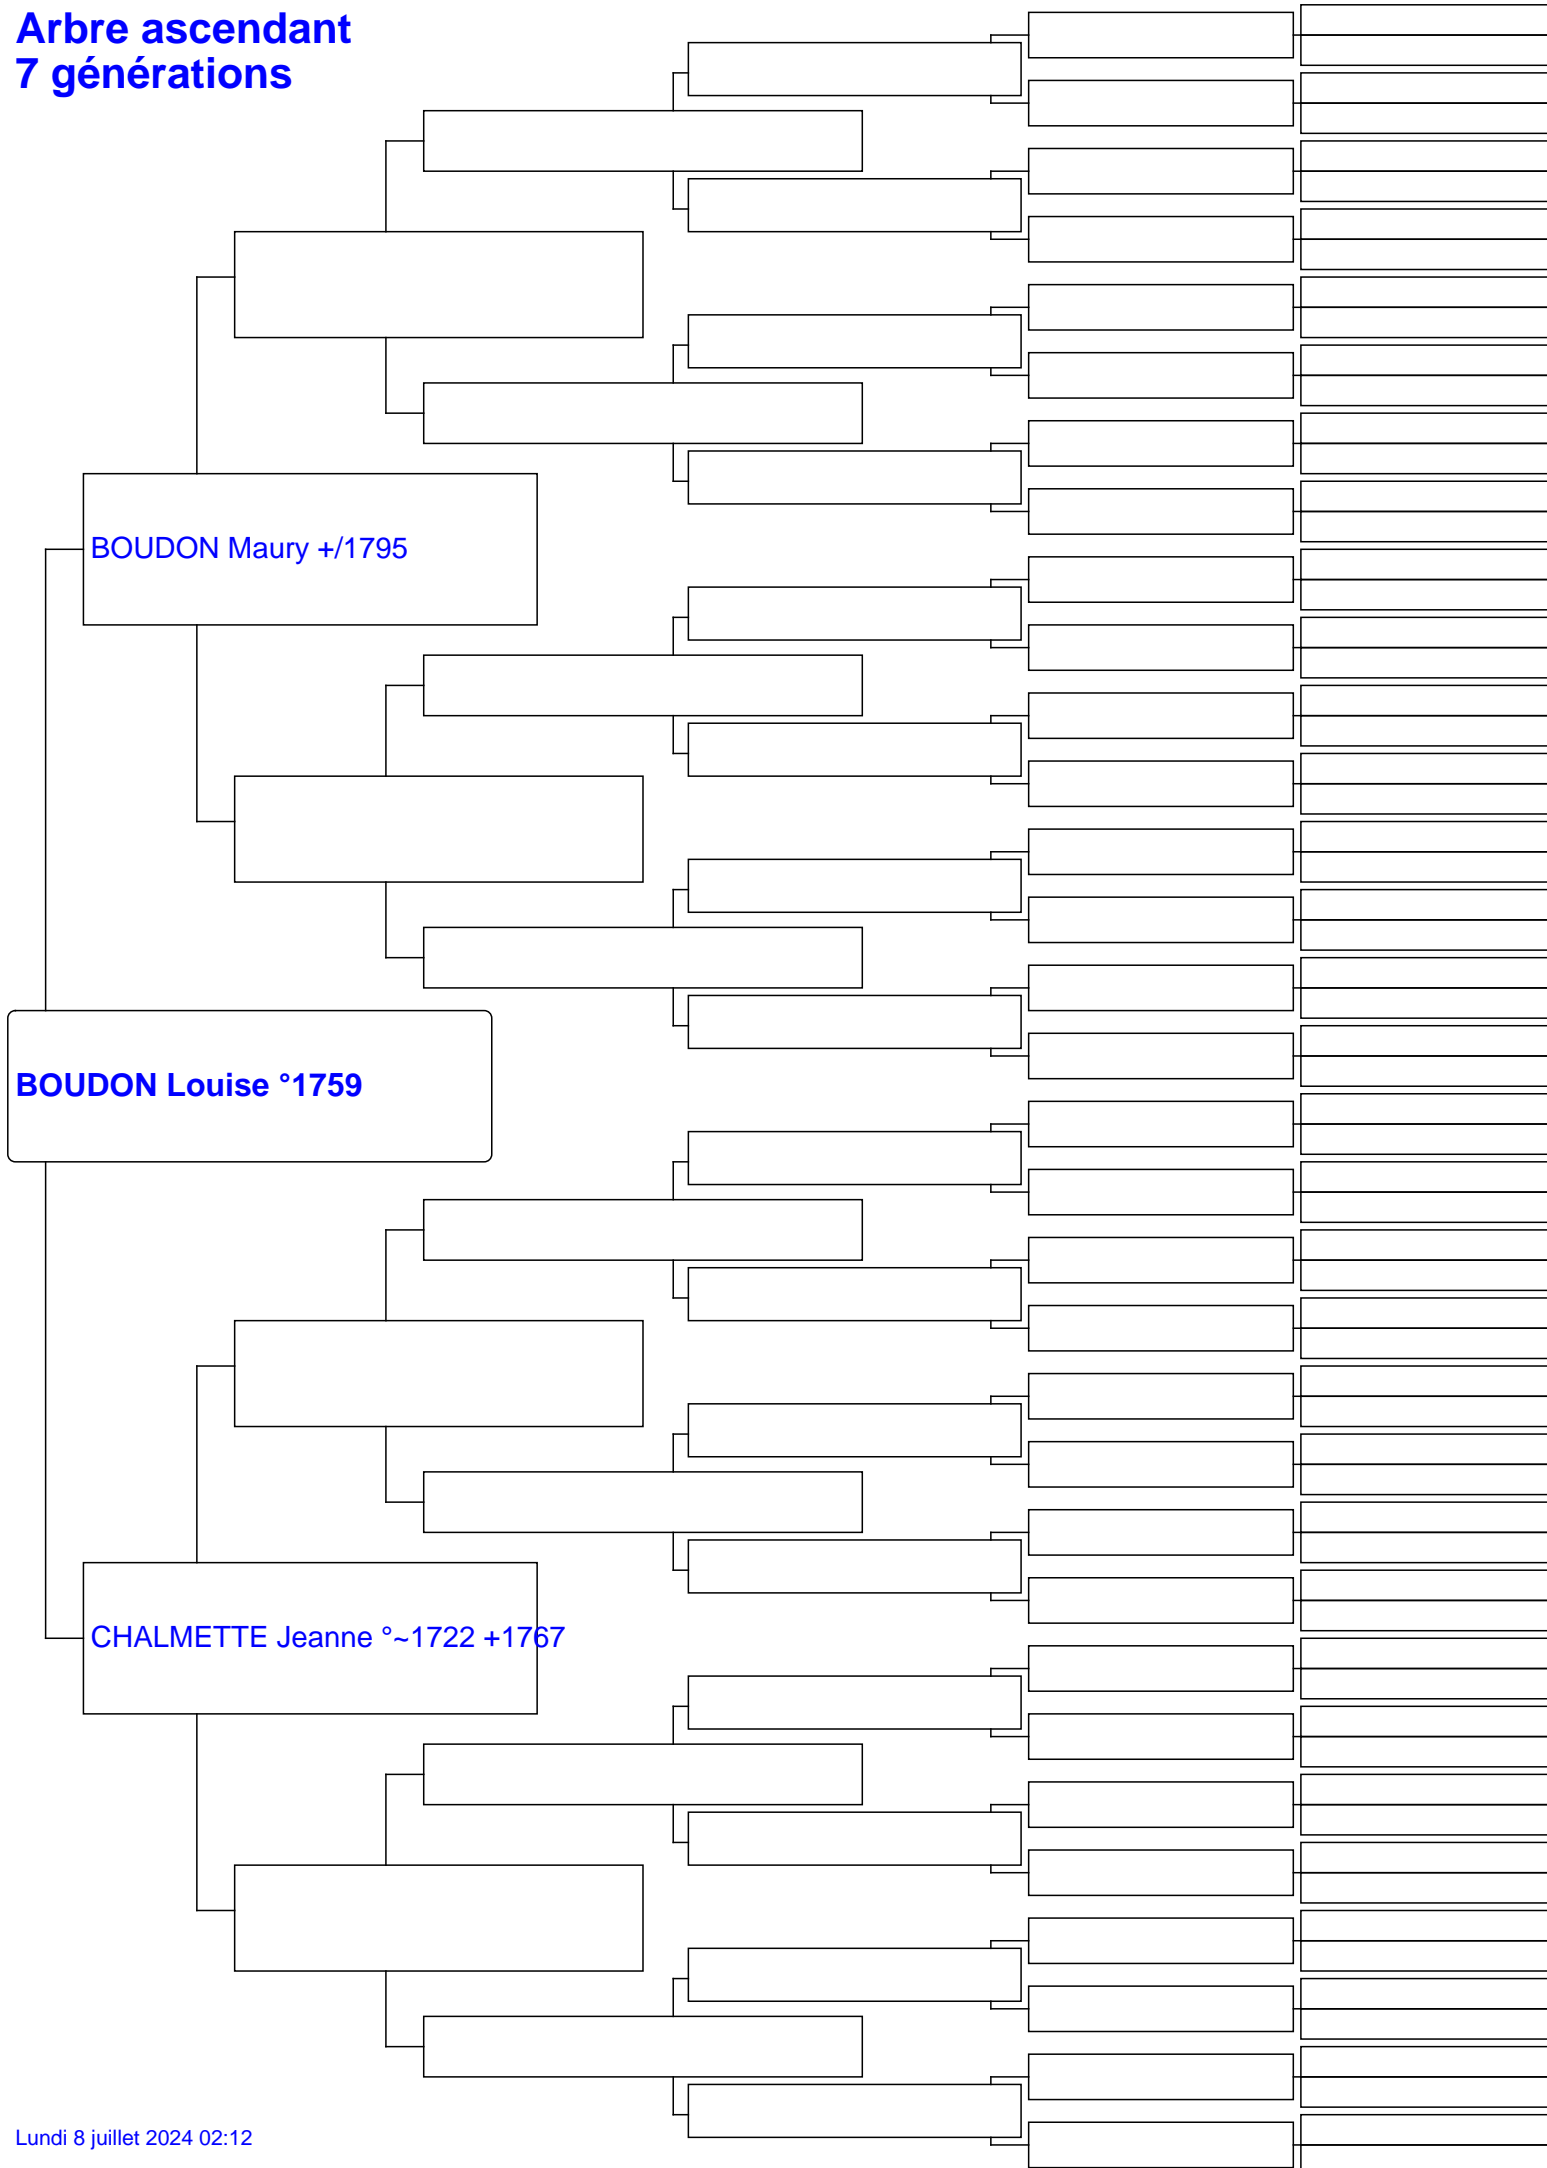 Arbre ascendant
7 générations
BOUDON Maury +/1795
BOUDON Louise °1759
CHALMETTE Jeanne °~1722 +1767
Lundi 8 juillet 2024 02:12